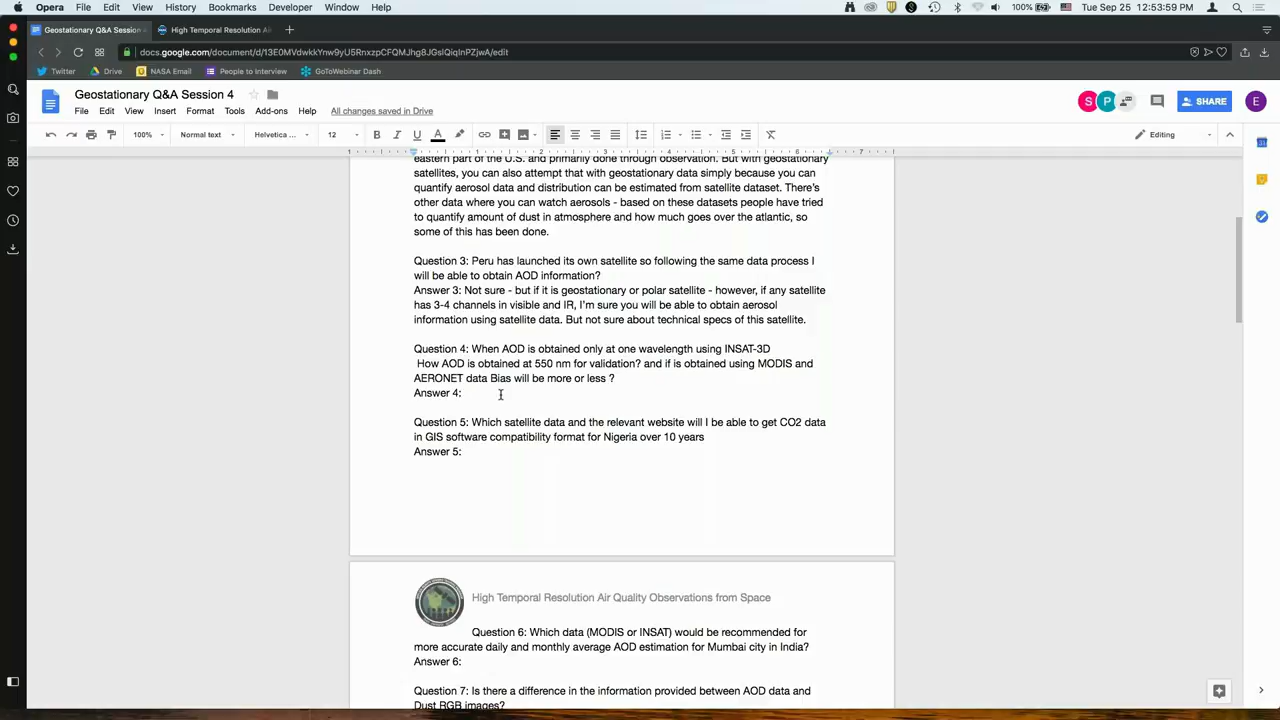 Opera File Edit View History Bookmarks Developer Window Help 100% Tue Sep 25 12:53:59 PM
Geostationary Q&A Session 4 High Temporal Resolution Air
docs.google.com/document/d/13E0MVdwkkYnw9yU5RnxzpCFQMJhg8JGslQiqlnPZjwA/edit
Twitter Drive NASA Email People to Interview GoToWebinar Dash
Geostationary Q&A Session 4
S P SHARE E
File Edit View Insert Format Tools Add-ons Help All changes saved in Drive
100% Normal text Helvetica ... 12 B I U A Editing
1 1 2 3 4 5 6 7
eastern part of the U.S. and primarily done through observation. But with geostationary
satellites, you can also attempt that with geostationary data simply because you can
quantify aerosol data and distribution can be estimated from satellite dataset. There's
other data where you can watch aerosols - based on these datasets people have tried
to quantify amount of dust in atmosphere and how much goes over the atlantic, so
some of this has been done.
Question 3: Peru has launched its own satellite so following the same data process I
will be able to obtain AOD information?
Answer 3: Not sure - but if it is geostationary or polar satellite - however, if any satellite
has 3-4 channels in visible and IR, I'm sure you will be able to obtain aerosol
information using satellite data. But not sure about technical specs of this satellite.
Question 4: When AOD is obtained only at one wavelength using INSAT-3D
How AOD is obtained at 550 nm for validation? and if is obtained using MODIS and
AERONET data Bias will be more or less ?
Answer 4:
Question 5: Which satellite data and the relevant website will I be able to get CO2 data
in GIS software compatibility format for Nigeria over 10 years
Answer 5:
High Temporal Resolution Air Quality Observations from Space
Question 6: Which data (MODIS or INSAT) would be recommended for
more accurate daily and monthly average AOD estimation for Mumbai city in India?
Answer 6:
Question 7: Is there a difference in the information provided between AOD data and
Dust RGB images?